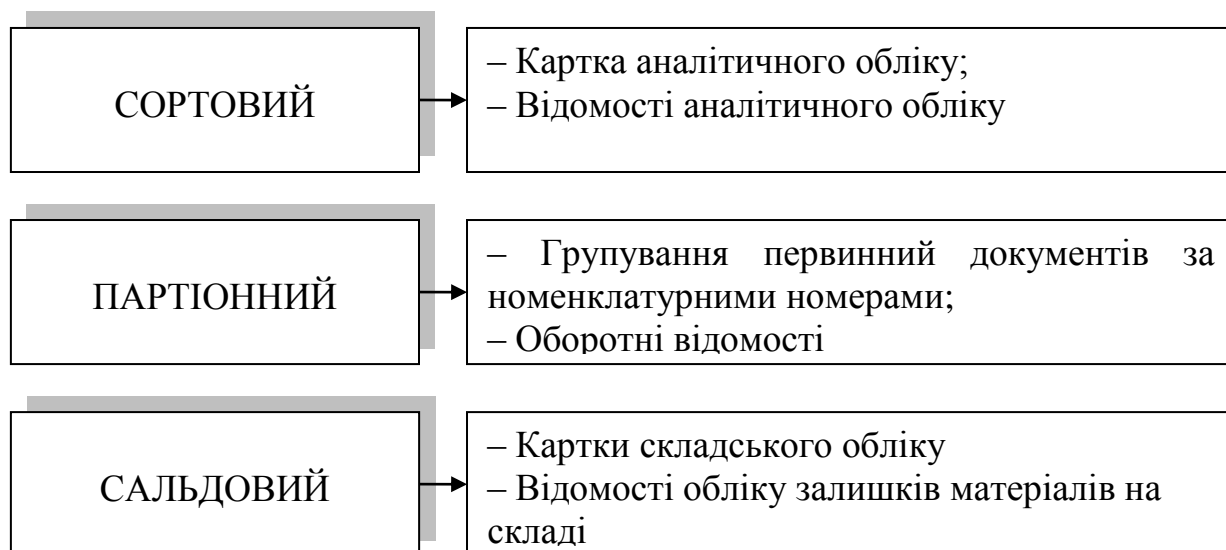 СОРТОВИЙ
– Картка аналітичного обліку;
– Відомості аналітичного обліку
ПАРТІОННИЙ
– Групування первинний документів за
номенклатурними номерами;
– Оборотні відомості
САЛЬДОВИЙ
– Картки складського обліку
– Відомості обліку залишків матеріалів на
складі